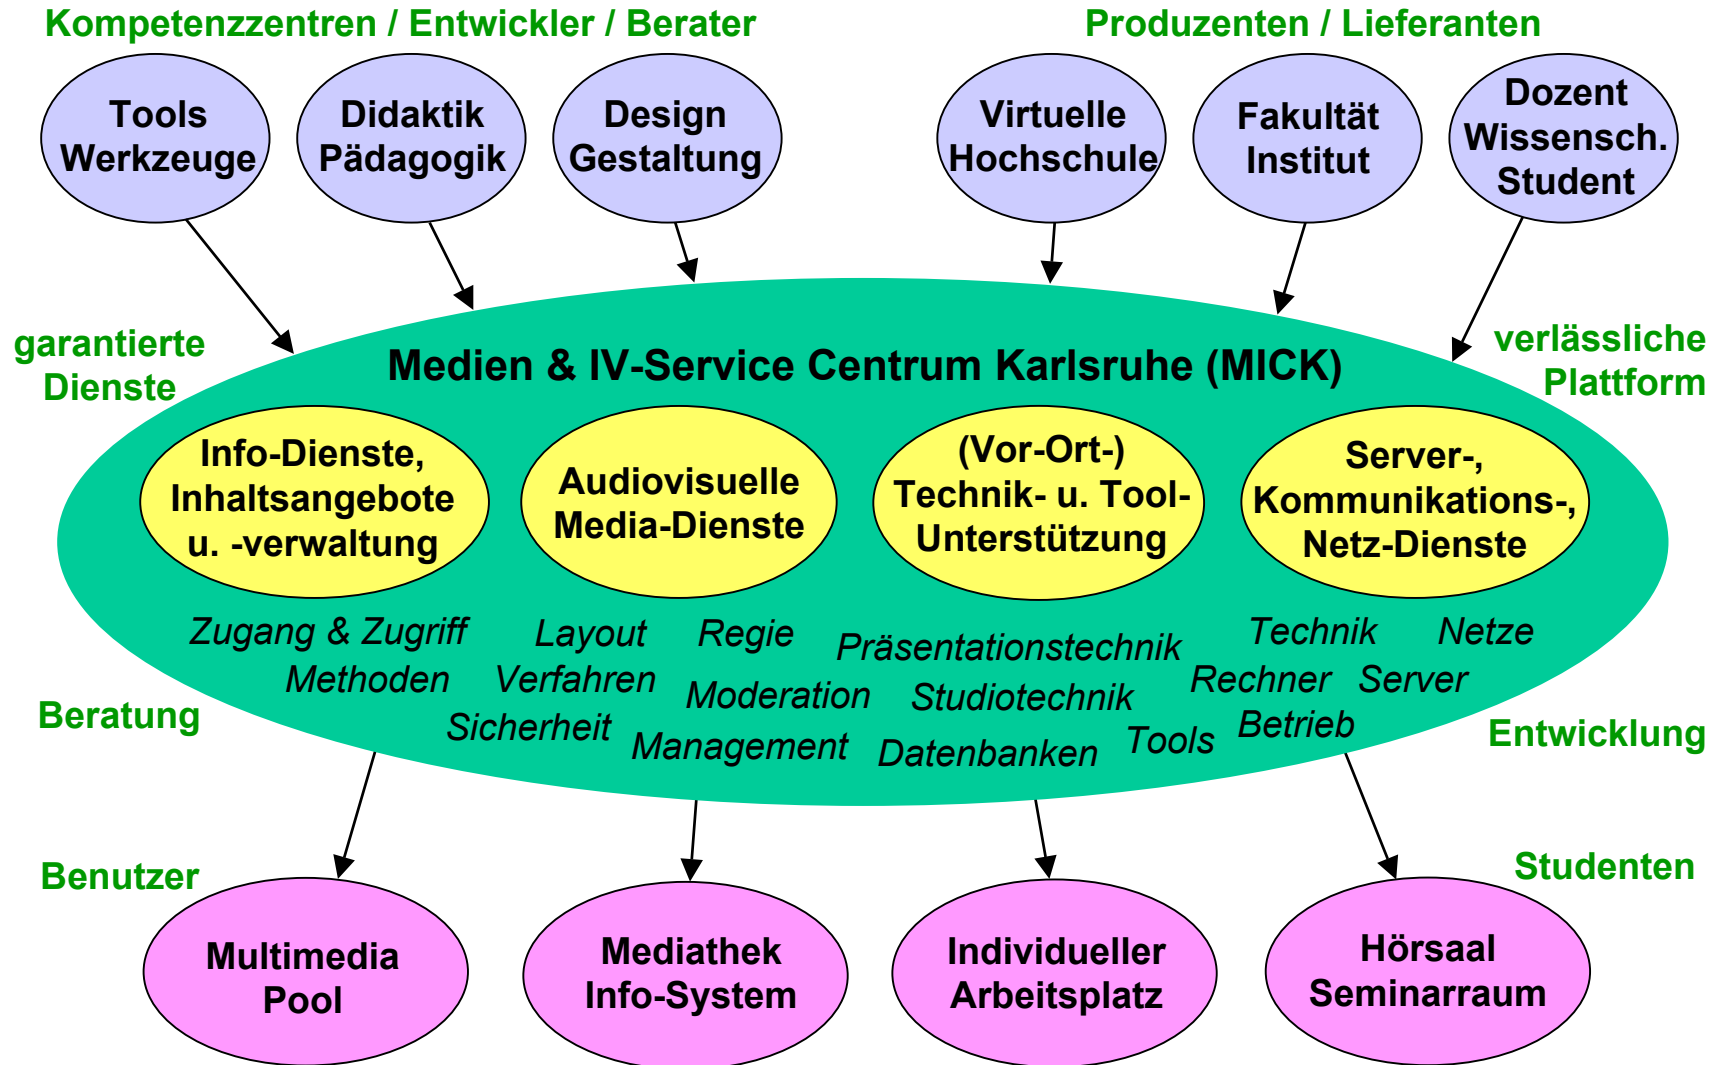 Kompetenzzentren / Entwickler / Berater
Produzenten / Lieferanten
Tools
Werkzeuge
Didaktik
Pädagogik
Design
Gestaltung
Virtuelle
Hochschule
Fakultät
Institut
Dozent
Wissensch.
Student
garantierte
Dienste
verlässliche
Plattform
Medien & IV-Service Centrum Karlsruhe (MICK)
Info-Dienste,
Inhaltsangebote
u. -verwaltung
Audiovisuelle
Media-Dienste
(Vor-Ort-)
Technik- u. Tool-
Unterstützung
Server-,
Kommunikations-,
Netz-Dienste
Zugang & Zugriff
Layout
Regie
Präsentationstechnik
Technik
Netze
Methoden
Verfahren
Moderation
Studiotechnik
Rechner
Server
Sicherheit
Management
Datenbanken
Tools
Betrieb
Beratung
Entwicklung
Benutzer
Studenten
Multimedia
Pool
Mediathek
Info-System
Individueller
Arbeitsplatz
Hörsaal
Seminarraum